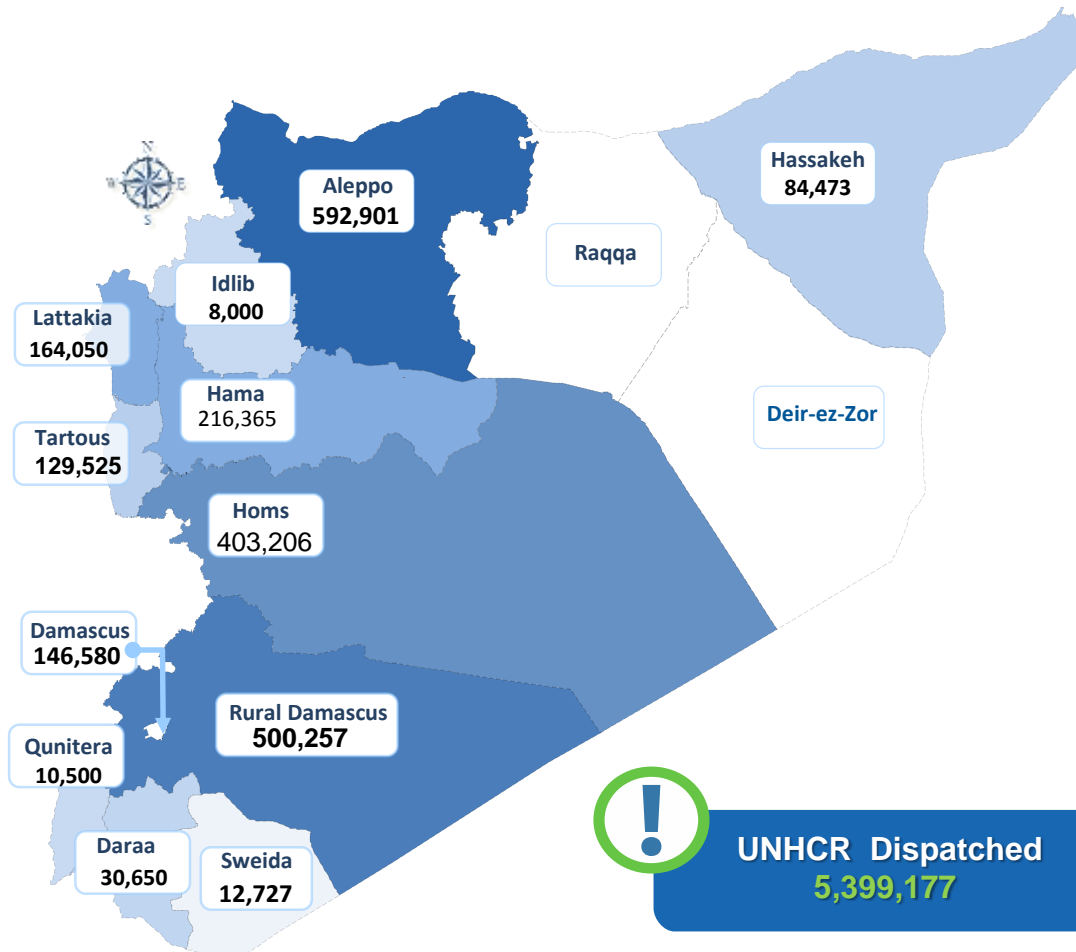 N
W E
S
Aleppo
592,901
Hassakeh
84,473
Raqqa
Idlib
8,000
Lattakia
164,050
Hama
216,365
Deir-ez-Zor
Tartous
129,525
Homs
403,206
Damascus
146,580
Rural Damascus
500,257
Qunitera
10,500
Daraa
30,650
Sweida
12,727
UNHCR Dispatched
5,399,177